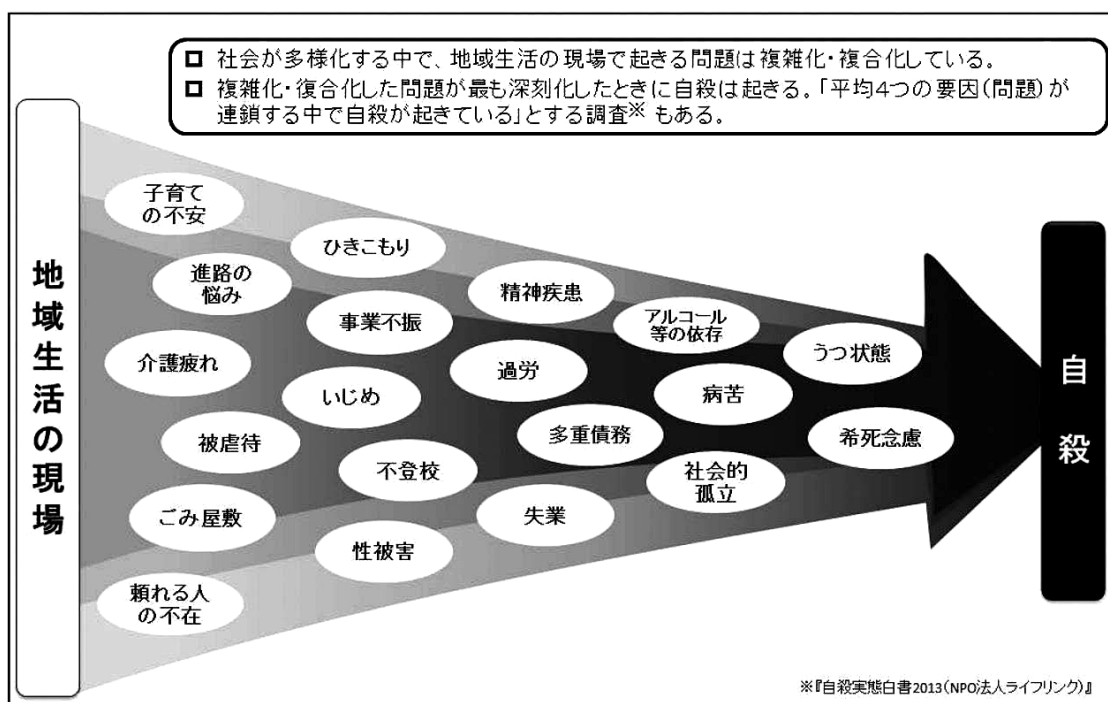 □ 社会が多様化する中で、地域生活の現場で起きる問題は複雑化・複合化している。
□ 複雑化・復合化した問題が最も深刻化したときに自殺は起きる。「平均4つの要因(問題)が
連鎖する中で自殺が起きている」とする調査※ もある。
地域生活の現場
子育て
の不安
進路の
悩み
介護疲れ
被虐待
ごみ屋敷
頼れる人
の不在
ひきこもり
事業不振
いじめ
不登校
性被害
精神疾患
過労
多重債務
失業
アルコール
等の依存
病苦
社会的
孤立
うつ状態
希死念慮
自殺
※『自殺実態白書2013(NPO法人ライフリンク)』